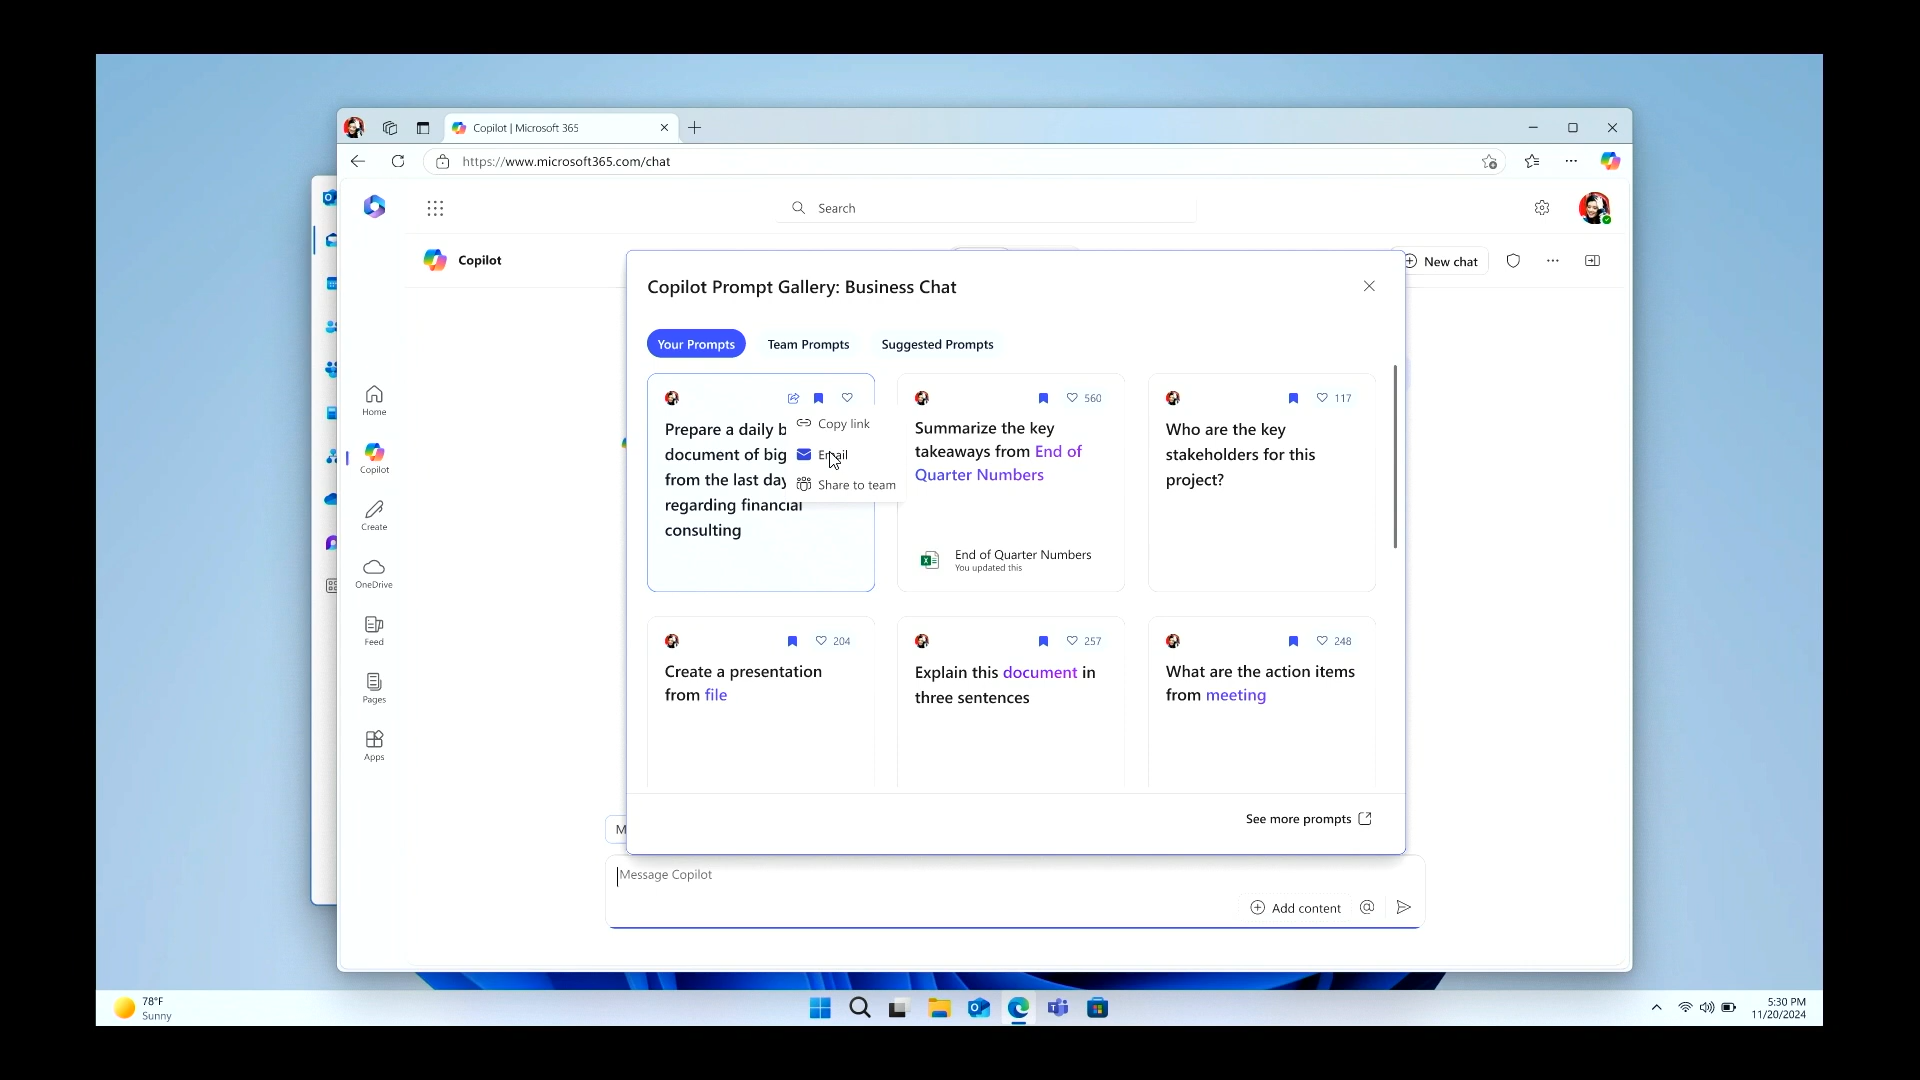 Copilot | Microsoft 365
https://www.microsoft365.com/chat
Search
Copilot
New chat
Copilot Prompt Gallery: Business Chat
Your Prompts
Team Prompts
Suggested Prompts
Prepare a daily b
document of big
from the last day
regarding financial
consulting
Copy link
Email
Share to team
560
Summarize the key
takeaways from End of
Quarter Numbers
End of Quarter Numbers
You updated this
117
Who are the key
stakeholders for this
project?
204
Create a presentation
from file
257
Explain this document in
three sentences
248
What are the action items
from meeting
See more prompts
M
Message Copilot
Add content
Home
Copilot
Create
OneDrive
Feed
Pages
Apps
78°F
Sunny
5:30 PM
11/20/2024